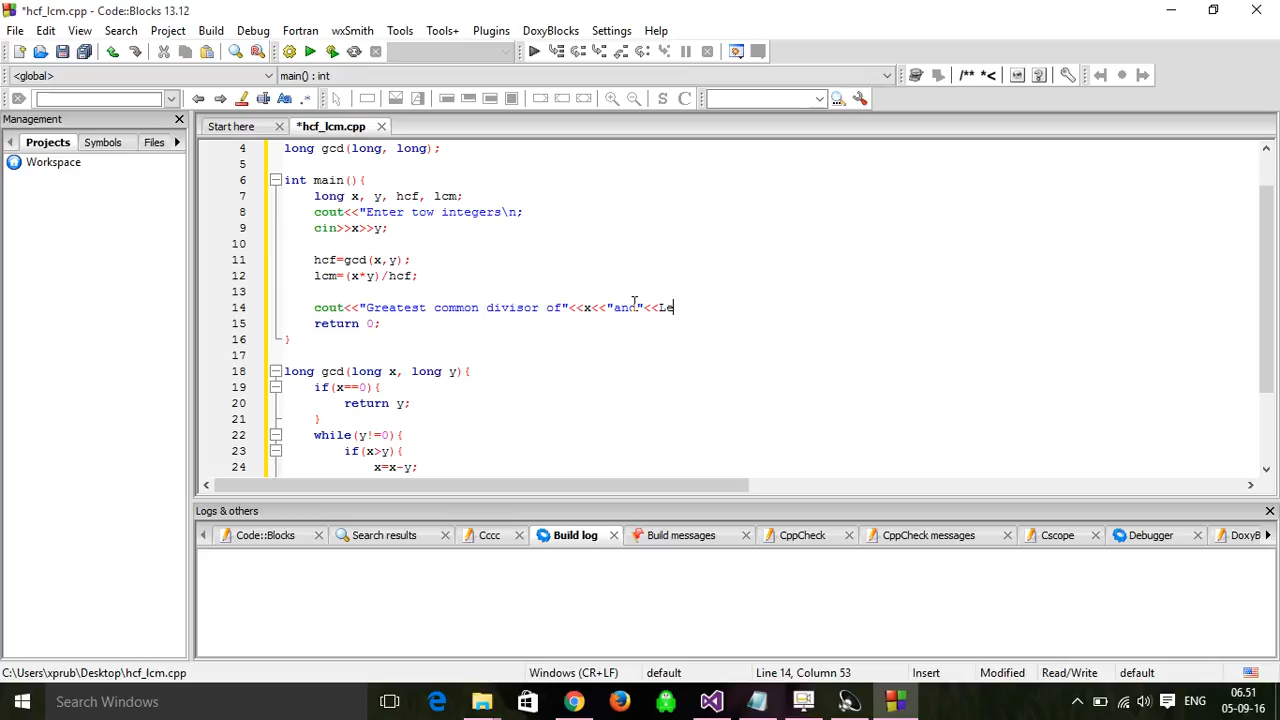 *hcf_lcm.cpp - Code::Blocks 13.12
File Edit View Search Project Build Debug Fortran wxSmith Tools Tools+ Plugins DoxyBlocks Settings Help
<global> main() : int /** *<
S C
Management
Projects Symbols Files
Workspace
Start here *hcf_lcm.cpp
4 long gcd(long, long);
5
6 int main(){
7 long x, y, hcf, lcm;
8 cout<<"Enter tow integers\n;
9 cin>>x>>y;
10
11 hcf=gcd(x,y);
12 lcm=(x*y)/hcf;
13
14 cout<<"Greatest common divisor of"<<x<<"and"<<Le
15 return 0;
16 }
17
18 long gcd(long x, long y){
19 if(x==0){
20 return y;
21 }
22 while(y!=0){
23 if(x>y){
24 x=x-y;
Logs & others
Code::Blocks Search results Cccc Build log Build messages CppCheck CppCheck messages Cscope Debugger DoxyB
C:\Users\xprub\Desktop\hcf_lcm.cpp Windows (CR+LF) default Line 14, Column 53 Insert Modified Read/Write default
Search Windows ENG 06.51
05-09-16